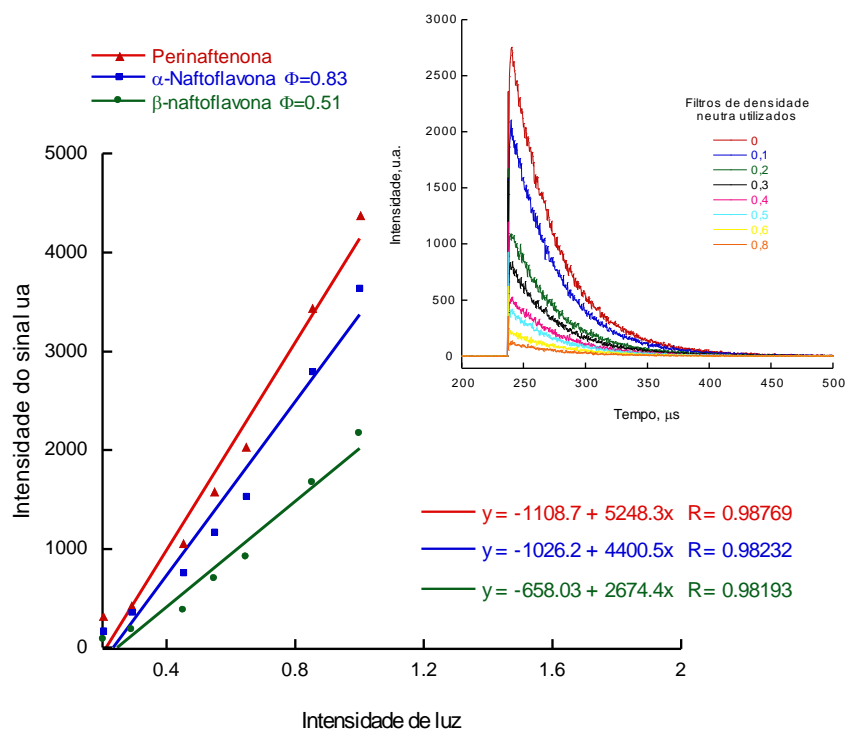 Perinaftenona
α-Naftoflavona Φ=0.83
β-naftoflavona Φ=0.51
5000
4000
3000
2000
1000
0
0.4
0.8
1.2
1.6
2
Intensidade do sinal ua
Intensidade de luz
3000
2500
2000
1500
1000
500
0
200
250
300
350
400
450
500
Intensidade, u.a.
Tempo, μs
Filtros de densidade
neutra utilizados
0
0,1
0,2
0,3
0,4
0,5
0,6
0,8
y = -1108.7 + 5248.3x R= 0.98769
y = -1026.2 + 4400.5x R= 0.98232
y = -658.03 + 2674.4x R= 0.98193